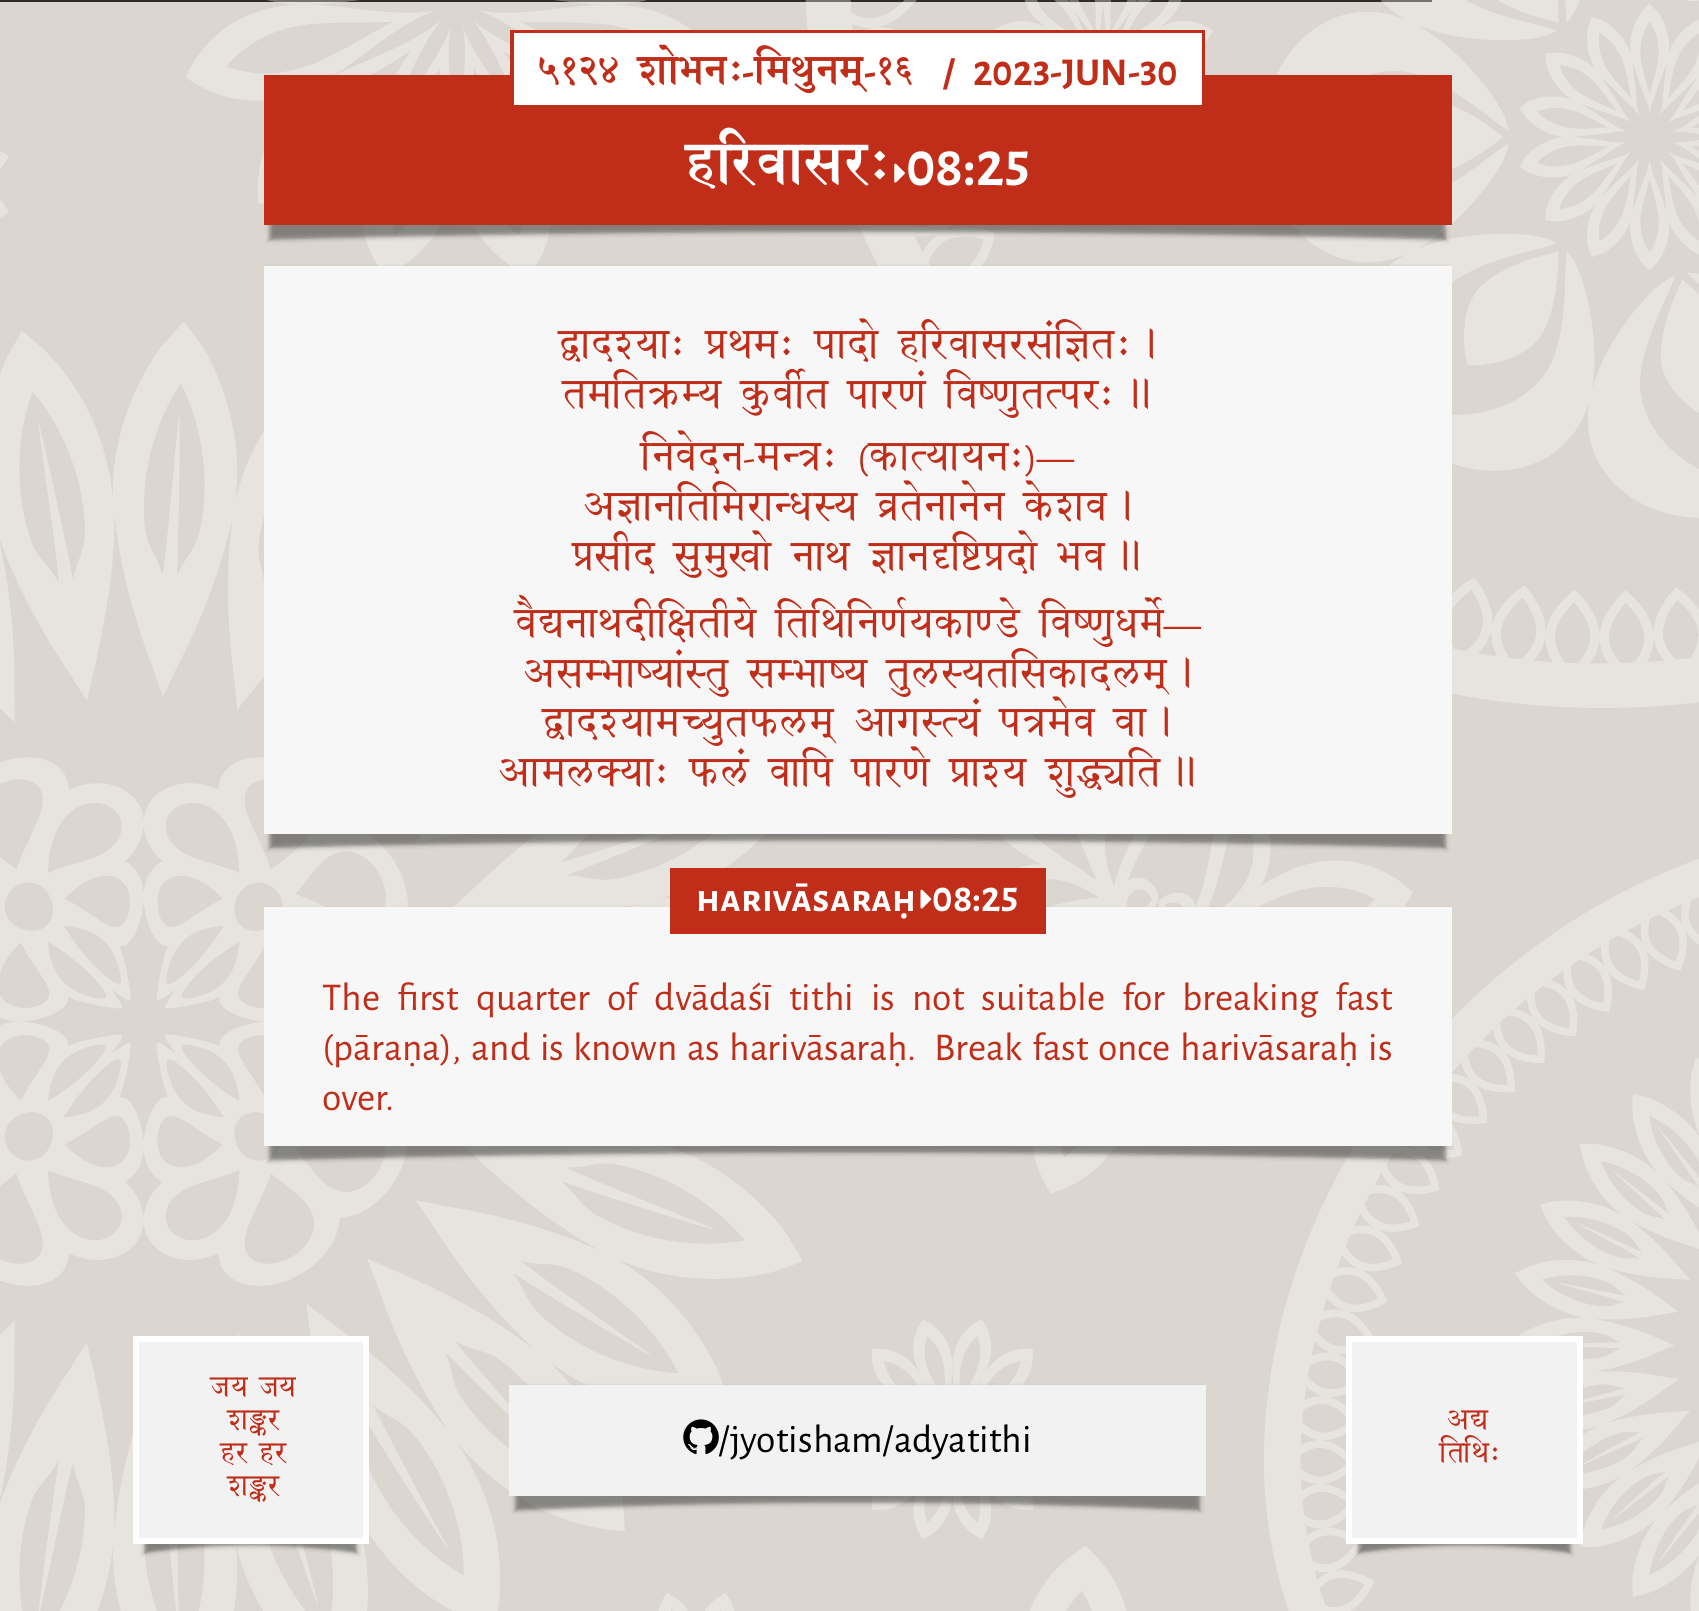 ५१२४ शोभनः-मिथुनम्-१६ / 2023-JUN-30
हरिवासरः▸08:25
द्वादश्याः प्रथमः पादो हरिवासरसंज्ञितः।
तमतिक्रम्य कुर्वीत पारणं विष्णुतत्परः॥
निवेदन-मन्त्रः (कात्यायनः)—
अज्ञानतिमिरान्धस्य व्रतेनानेन केशव।
प्रसीद सुमुखो नाथ ज्ञानदृष्टिप्रदो भव॥
वैद्यनाथदीक्षितीये तिथिनिर्णयकाण्डे विष्णुधर्मे—
असम्भाष्यांस्तु सम्भाष्य तुलस्यतसिकादलम्।
द्वादश्यामच्युतफलम् आगस्त्यं पत्रमेव वा।
आमलक्याः फलं वापि पारणे प्राश्य शुद्ध्यति॥
HARIVĀSARAḤ▸08:25
The first quarter of dvādaśī tithi is not suitable for breaking fast
(pāraṇa), and is known as harivāsaraḥ. Break fast once harivāsaraḥ is
over.
जय जय
शङ्कर
हर हर
शङ्कर
/jyotisham/adyatithi
अद्य
तिथिः